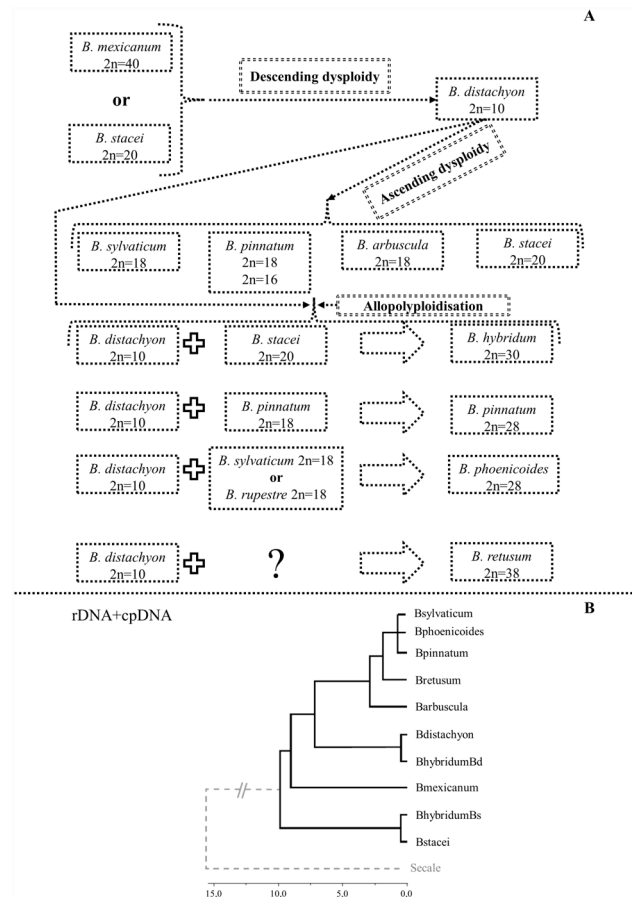 A
B. mexicanum
2n=40
or
B. stacei
2n=20
Descending dysploidy
B. distachyon
2n=10
Ascending dysploidy
B. sylvaticum
2n=18
B. pinnatum
2n=18
2n=16
B. arbuscula
2n=18
B. stacei
2n=20
Allopolyploidisation
B. distachyon
2n=10
B. stacei
2n=20
B. hybridum
2n=30
B. distachyon
2n=10
B. pinnatum
2n=18
B. pinnatum
2n=28
B. distachyon
2n=10
B. sylvaticum 2n=18
or
B. rupestre 2n=18
B. phoenicoides
2n=28
B. distachyon
2n=10
?
B. retusum
2n=38
rDNA+cpDNA
B
Bsylvaticum
Bphoenicoides
Bpinnatum
Bretusum
Barbuscula
Bdistachyon
BhybridumBd
Bmexicanum
BhybridumBs
Bstacei
Secale
15.0 10.0 5.0 0.0